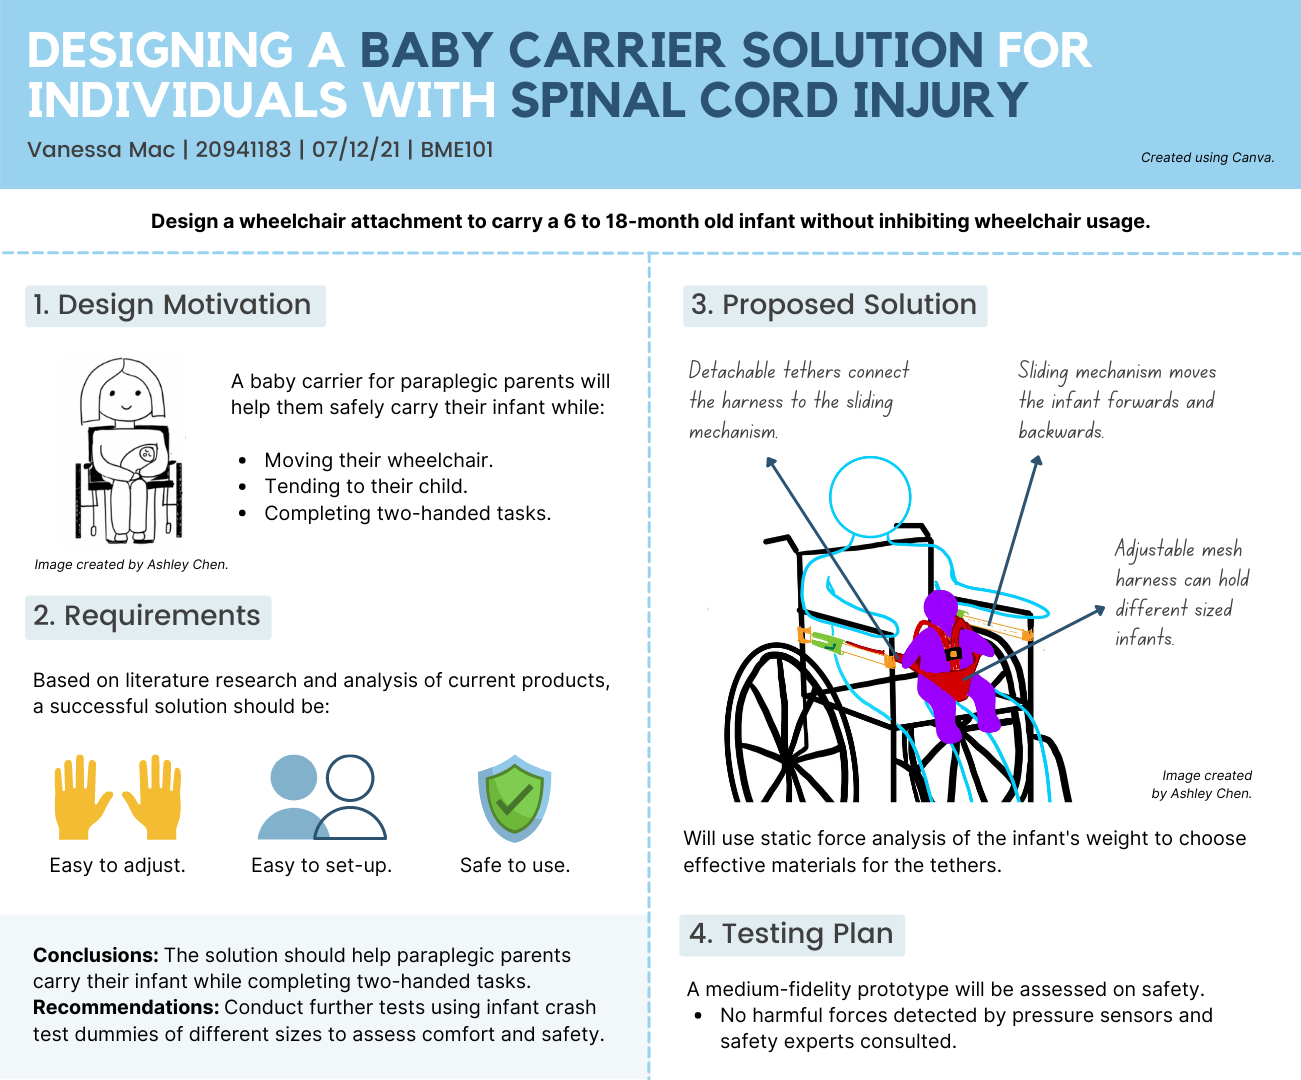 DESIGNING A BABY CARRIER SOLUTION FOR
INDIVIDUALS WITH SPINAL CORD INJURY
Vanessa Mac | 20941183 | 07/12/21 | BME101
Created using Canva.
Design a wheelchair attachment to carry a 6 to 18-month old infant without inhibiting wheelchair usage.
1. Design Motivation
A baby carrier for paraplegic parents will
help them safely carry their infant while:
• Moving their wheelchair.
• Tending to their child.
• Completing two-handed tasks.
Image created by Ashley Chen.
2. Requirements
Based on literature research and analysis of current products,
a successful solution should be:
Easy to adjust.
Easy to set-up.
Safe to use.
Conclusions: The solution should help paraplegic parents
carry their infant while completing two-handed tasks.
Recommendations: Conduct further tests using infant crash
test dummies of different sizes to assess comfort and safety.
3. Proposed Solution
Detachable tethers connect
the harness to the sliding
mechanism.
Sliding mechanism moves
the infant forwards and
backwards.
Adjustable mesh
harness can hold
different sized
infants.
Image created
by Ashley Chen.
Will use static force analysis of the infant's weight to choose
effective materials for the tethers.
4. Testing Plan
A medium-fidelity prototype will be assessed on safety.
• No harmful forces detected by pressure sensors and
safety experts consulted.